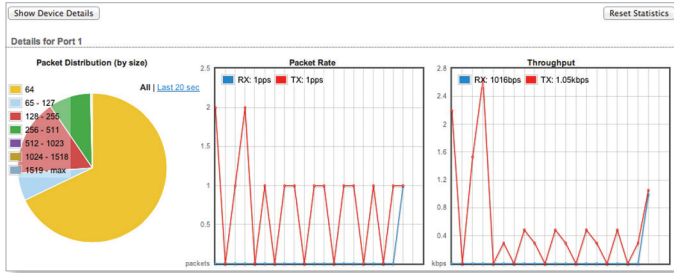 Show Device Details
Reset Statistics
Details for Port 1
Packet Distribution (by size)
All | Last 20 sec
64
65 - 127
128 - 255
256 - 511
512 - 1023
1024 - 1518
1519 - max
Packet Rate
RX: 1pps TX: 1pps
2.5
2
1.5
1
0.5
packets
Throughput
RX: 1016bps TX: 1.05kbps
2.8
2.4
2
1.6
1.2
0.8
0.4
kbps